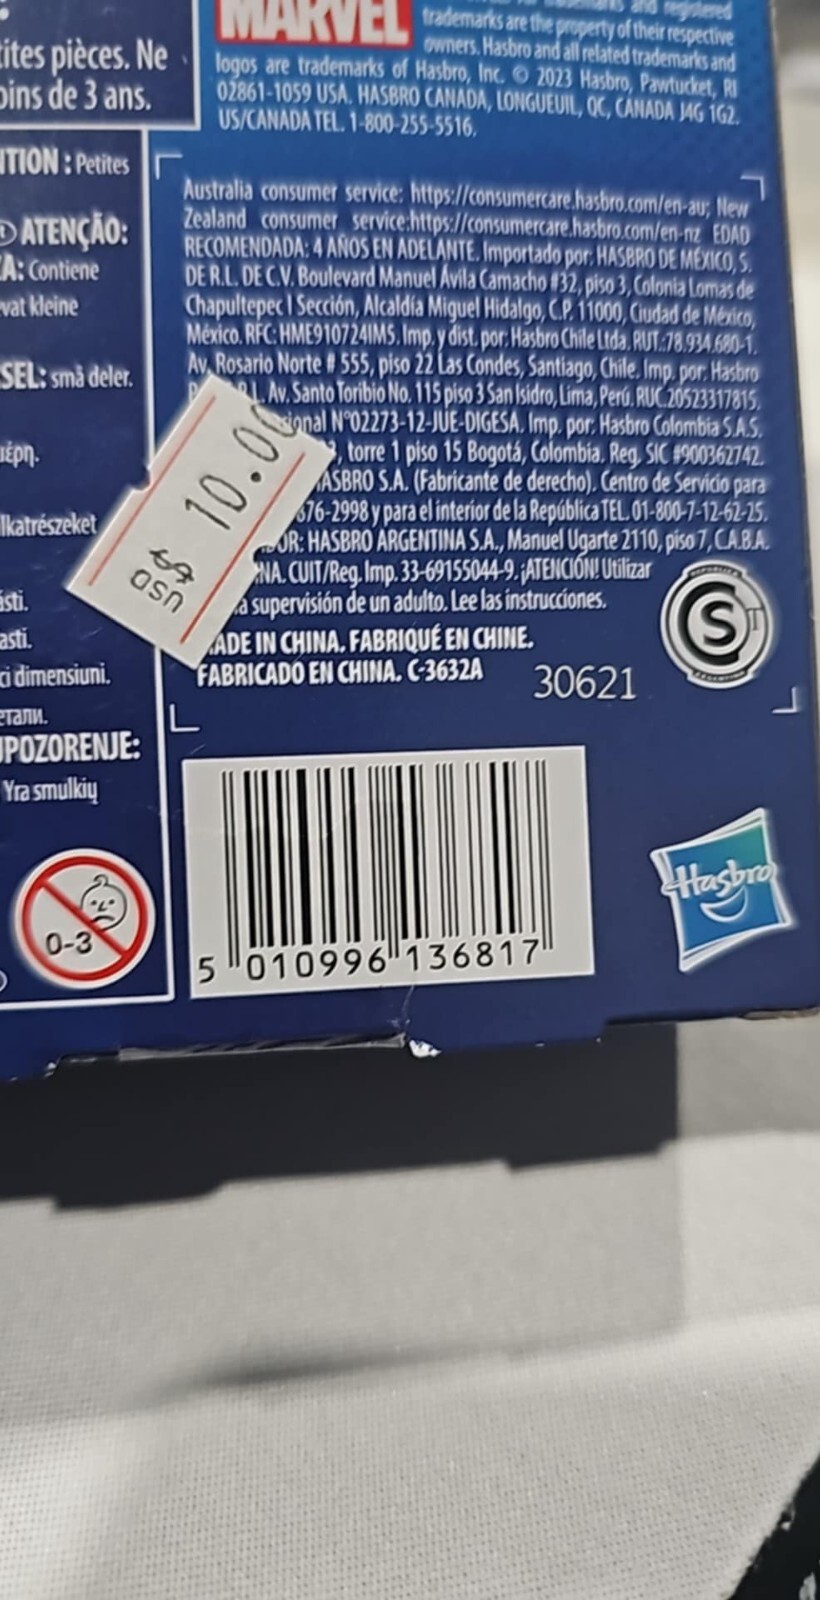 tites pièces. Ne
oins de 3 ans.
NTION : Petites
ATENÇÃO:
A: Contiene
evat kleine
SEL: små deler.
μέρη.
lkatrészeket
ästi.
asti.
ci dimensiuni.
етали.
UPOZORENJE:
Yra smulkių
0-3
MARVEL
trademarks and registered
trademarks are the property of their respective
owners. Hasbro and all related trademarks and
logos are trademarks of Hasbro, Inc. © 2023 Hasbro, Pawtucket, RI
02861-1059 USA. HASBRO CANADA, LONGUEUIL, QC, CANADA J4G 1G2.
US/CANADA TEL. 1-800-255-5516.
Australia consumer service: https://consumercare.hasbro.com/en-au; New
Zealand consumer service:https://consumercare.hasbro.com/en-nz EDAD
RECOMENDADA: 4 AÑOS EN ADELANTE. Importado por: HASBRO DE MÉXICO, S.
DE R.L. DE C.V. Boulevard Manuel Ávila Camacho #32, piso 3, Colonia Lomas de
Chapultepec I Sección, Alcaldía Miguel Hidalgo, C.P. 11000, Ciudad de México,
México. RFC: HME910724IM5. Imp. y dist. por: Hasbro Chile Ltda. RUT.:78.934.680-1.
Av. Rosario Norte # 555, piso 22 Las Condes, Santiago, Chile. Imp. por: Hasbro
R.L. Av. Santo Toribio No. 115 piso 3 San Isidro, Lima, Perú. RUC.20523317815.
ional N°02273-12-JUE-DIGESA. Imp. por: Hasbro Colombia S.A.S.
, torre 1 piso 15 Bogotá, Colombia. Reg. SIC #900362742.
ASBRO S.A. (Fabricante de derecho). Centro de Servicio para
676-2998 y para el interior de la República TEL. 01-800-7-12-62-25.
OR: HASBRO ARGENTINA S.A., Manuel Ugarte 2110, piso 7, C.A.B.A.
NA. CUIT/Reg. Imp. 33-69155044-9. ¡ATENCIÓN! Utilizar
a supervisión de un adulto. Lee las instrucciones.
ADE IN CHINA. FABRIQUÉ EN CHINE.
FABRICADO EN CHINA. C-3632A
30621
S
USD
$ 10.00
5 010996 136817
Hasbro